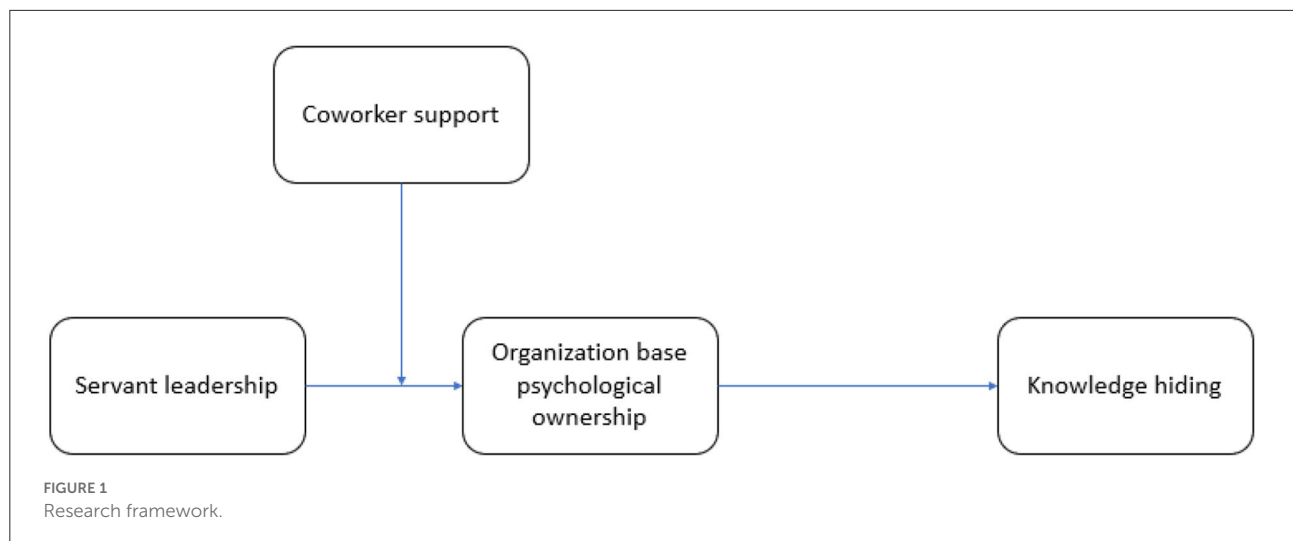 Coworker support
Servant leadership
Organization base
psychological
ownership
Knowledge hiding
FIGURE 1
Research framework.